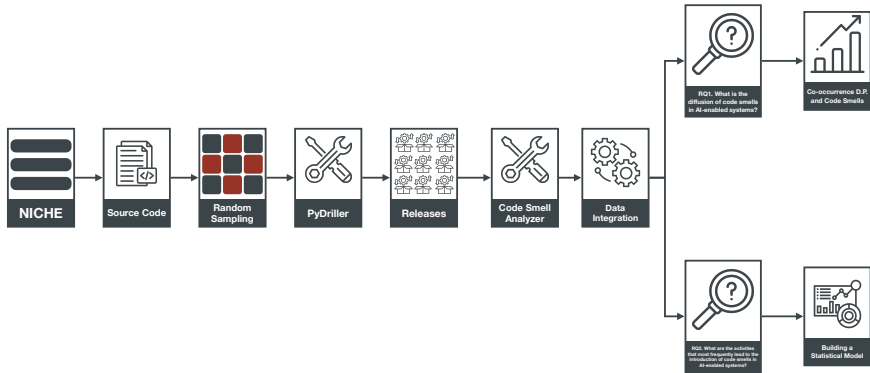 RQ1. What is the
diffusion of code smells
in AI-enabled systems?
Co-occurrence D.P.
and Code Smells
NICHE
Source Code
</>
Random
Sampling
PyDriller
Releases
Code Smell
Analyzer
Data
Integration
RQ2. What are the activities
that most frequently lead to the
introduction of code smells in
AI-enabled systems?
Building a
Statistical Model